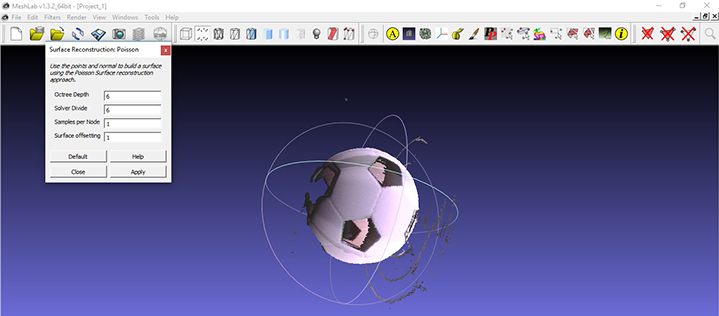 MeshLab v1.3.2_64bit - [Project_1]
File Edit Filters Render View Windows Tools Help
A
i
Surface Reconstruction: Poisson
Use the points and normal to build a surface
using the Poisson Surface reconstruction
approach.
Octree Depth 6
Solver Divide 6
Samples per Node 1
Surface offsetting 1
Default Help
Close Apply